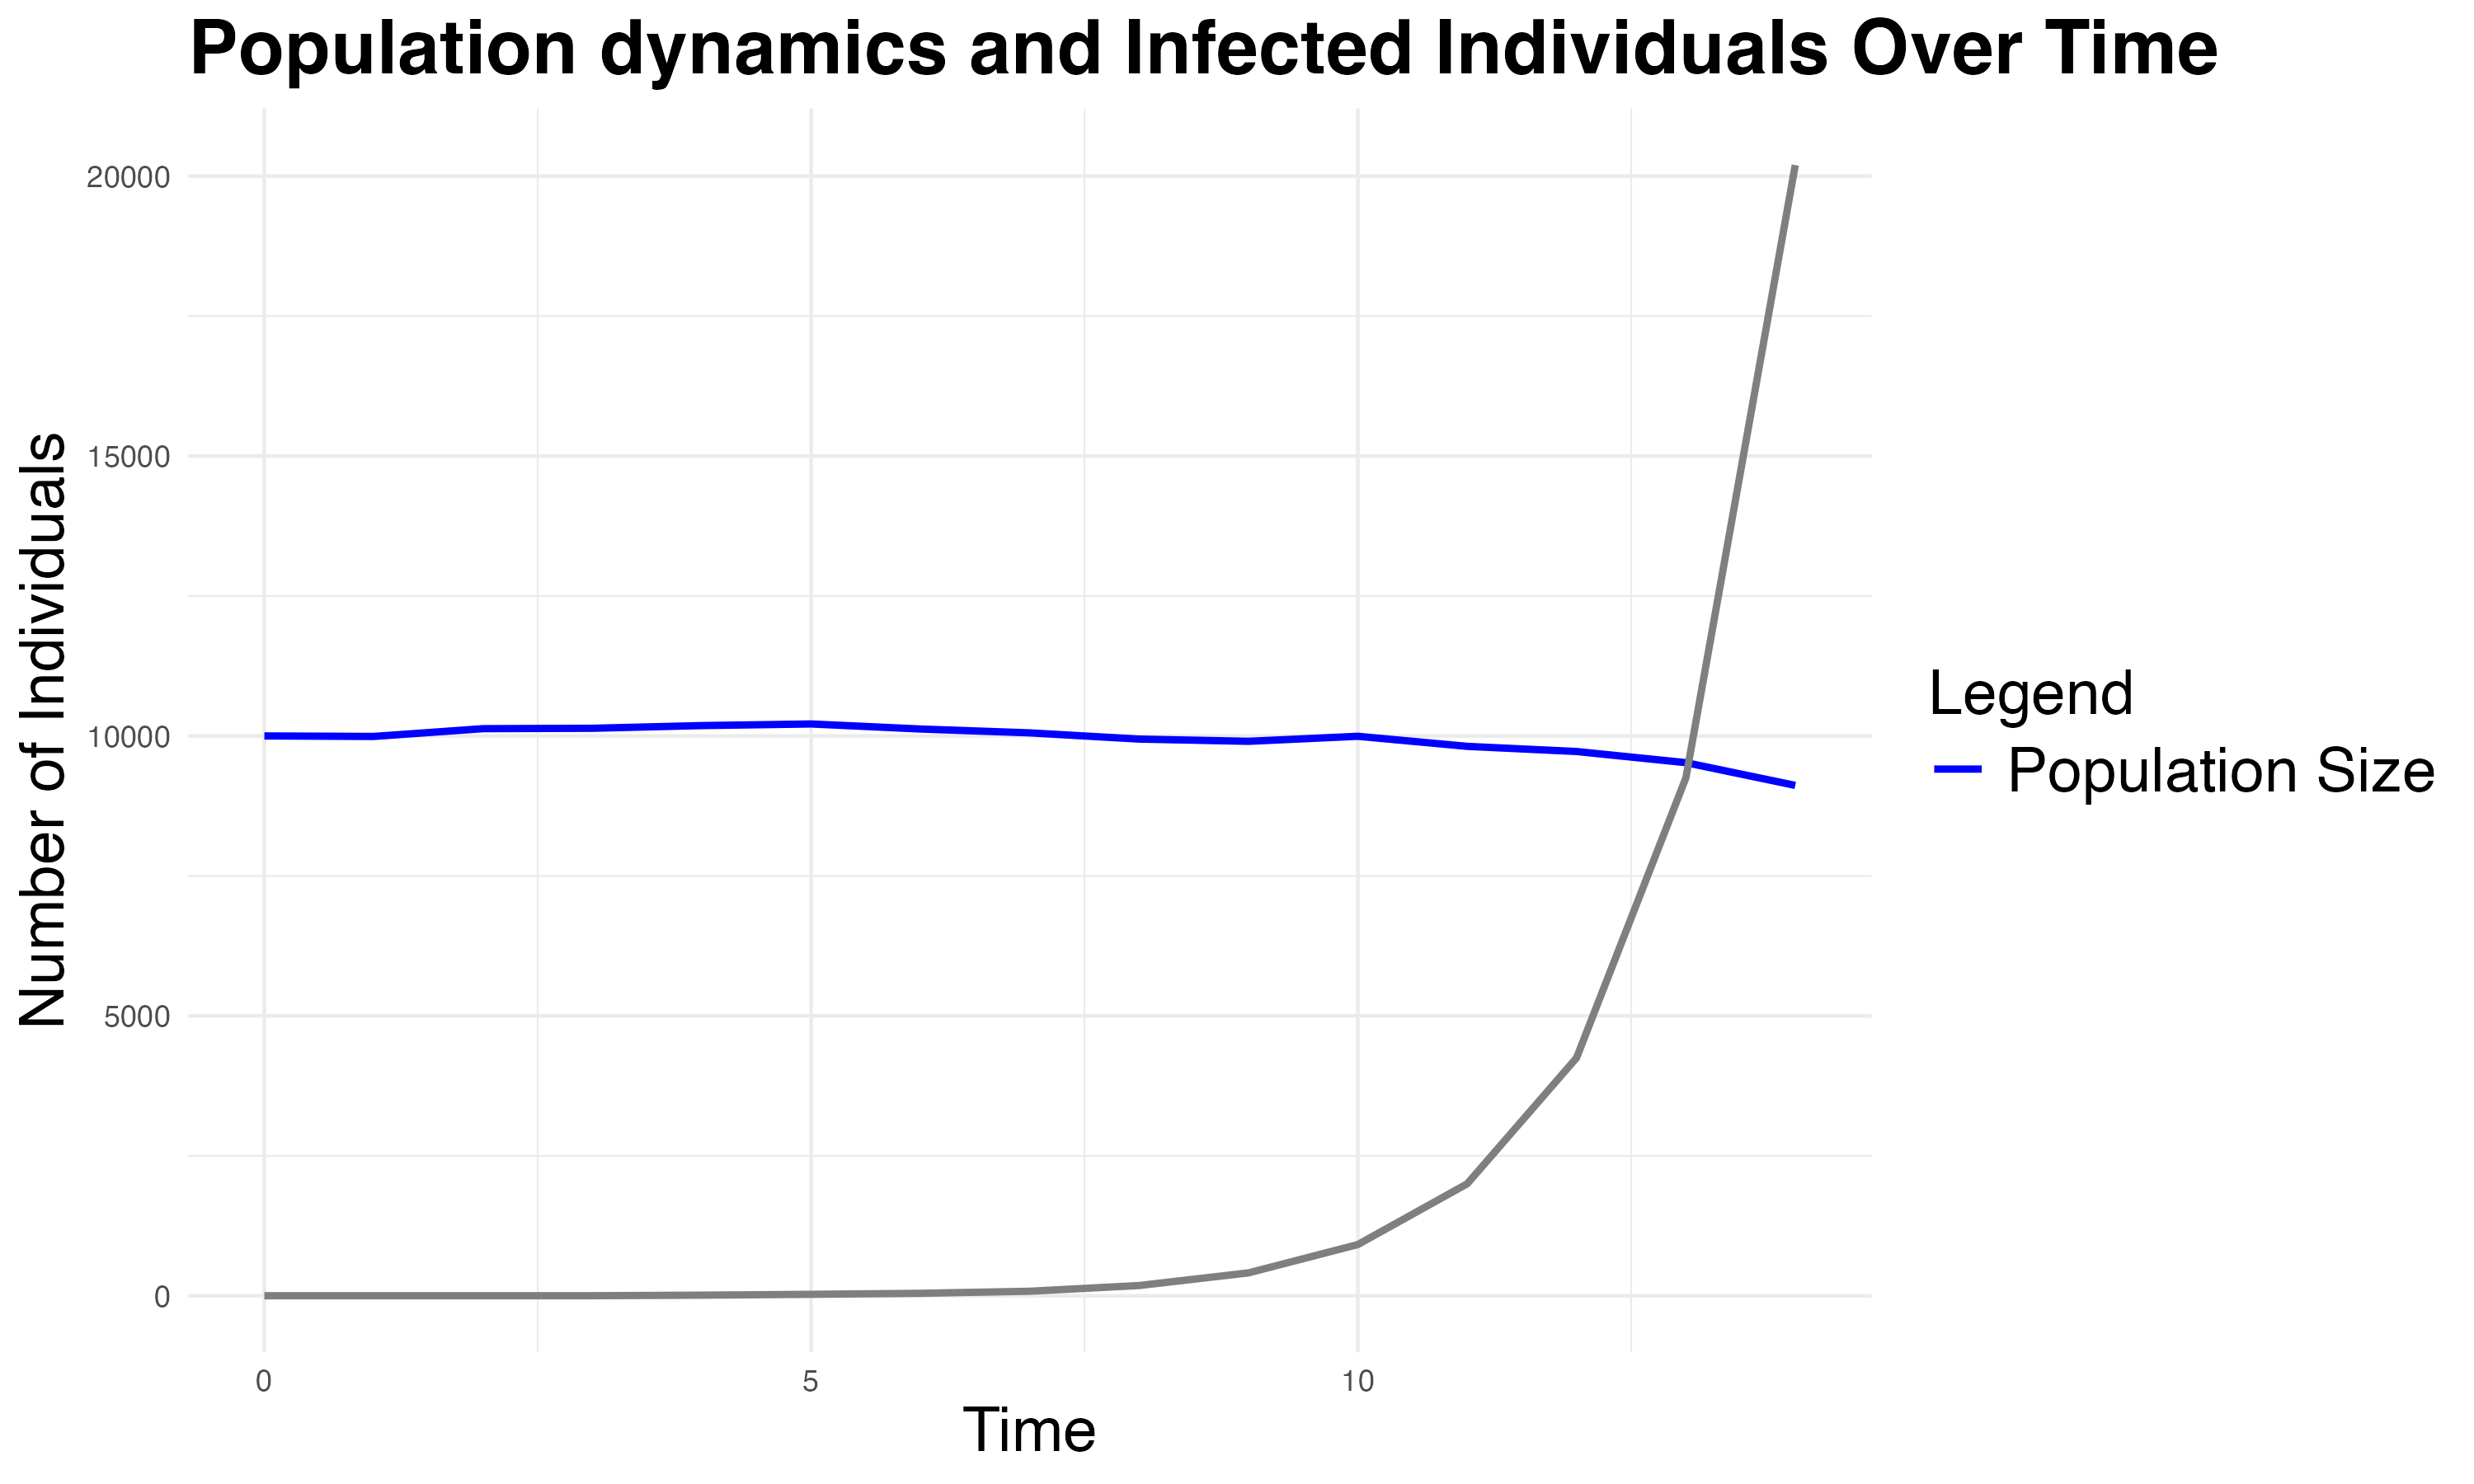 Population dynamics and Infected Individuals Over Time
Number of Individuals
20000
15000
10000
5000
0
0 5 10
Time
Legend
Population Size